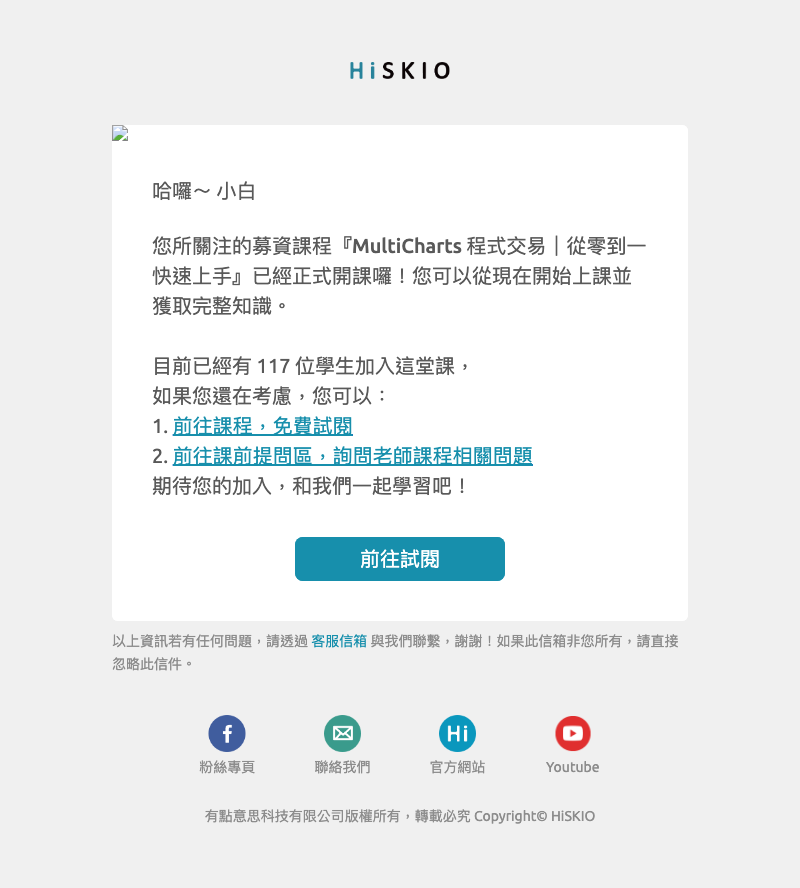 HiSKIO
哈囉～ 小白
您所關注的募資課程『MultiCharts 程式交易｜從零到一
快速上手』已經正式開課囉！您可以從現在開始上課並
獲取完整知識。
目前已經有 117 位學生加入這堂課，
如果您還在考慮，您可以：
1. 前往課程，免費試閱
2. 前往課前提問區，詢問老師課程相關問題
期待您的加入，和我們一起學習吧！
前往試閱
以上資訊若有任何問題，請透過 客服信箱 與我們聯繫，謝謝！如果此信箱非您所有，請直接
忽略此信件。
Hi
粉絲專頁 聯絡我們 官方網站 Youtube
有點意思科技有限公司版權所有，轉載必究 Copyright© HiSKIO